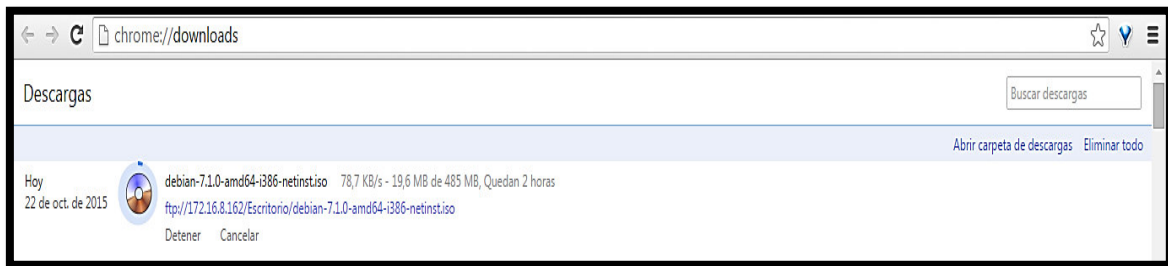 chrome://downloads
Descargas
Buscar descargas
Abrir carpeta de descargas Eliminar todo
Hoy
22 de oct. de 2015
debian-7.1.0-amd64-i386-netinst.iso 78,7 KB/s - 19,6 MB de 485 MB, Quedan 2 horas
ftp://172.16.8.162/Escritorio/debian-7.1.0-amd64-i386-netinst.iso
Detener Cancelar